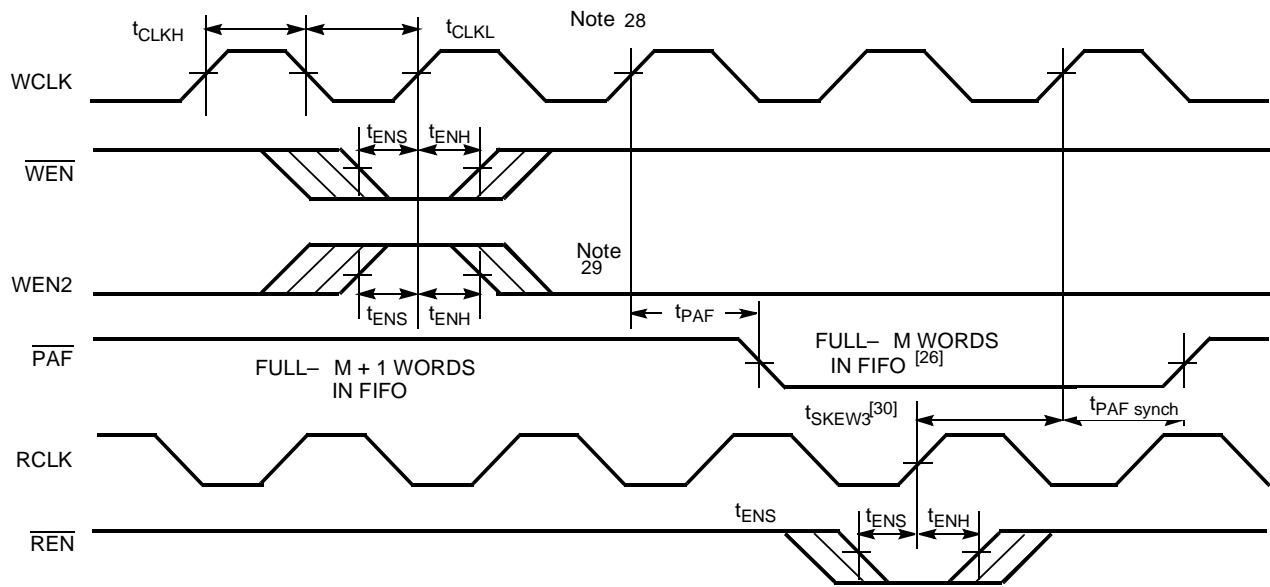 Note 28
tCLKH
tCLKL
WCLK
tENS
tENH
WEN
Note
29
WEN2
tENS
tENH
tPAF
PAF
FULL– M + 1 WORDS
IN FIFO
FULL– M WORDS
IN FIFO [26]
tSKEW3[30]
tPAF synch
RCLK
tENS
tENS
tENH
REN